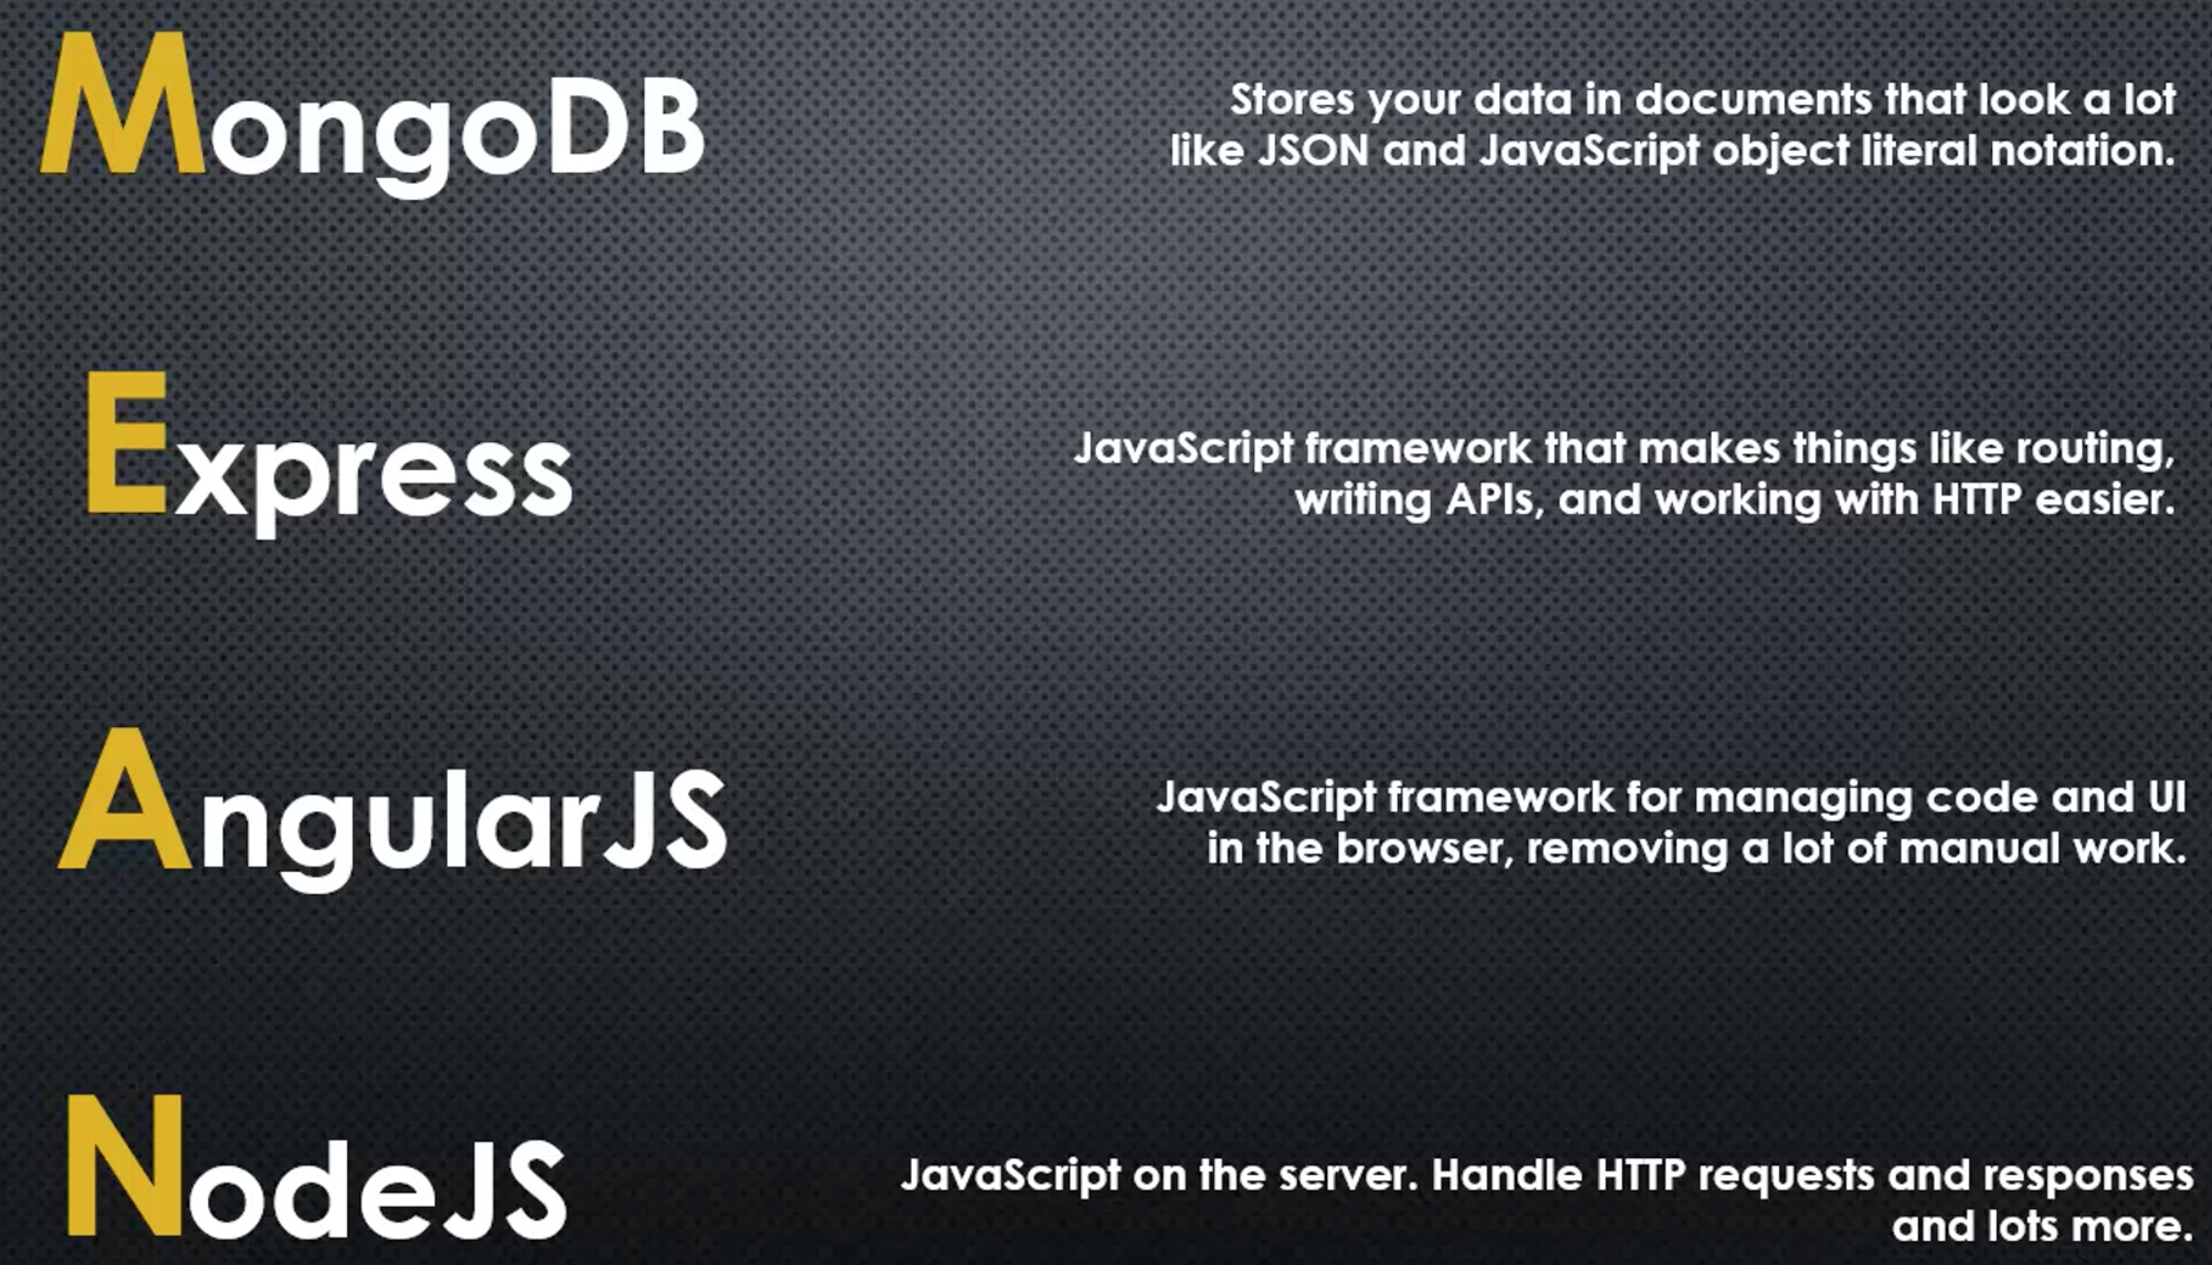 MongoDB
Stores your data in documents that look a lot
like JSON and JavaScript object literal notation.
Express
JavaScript framework that makes things like routing,
writing APIs, and working with HTTP easier.
AngularJS
JavaScript framework for managing code and UI
in the browser, removing a lot of manual work.
NodeJS
JavaScript on the server. Handle HTTP requests and responses
and lots more.